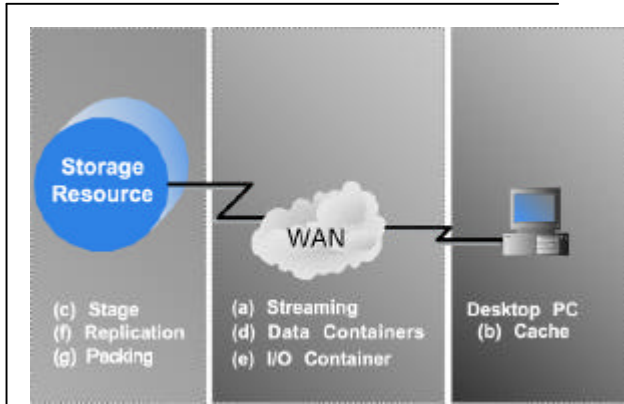 Storage
Resource
WAN
(c) Stage
(f) Replication
(g) Packing
(a) Streaming
(d) Data Containers
(e) I/O Container
Desktop PC
(b) Cache